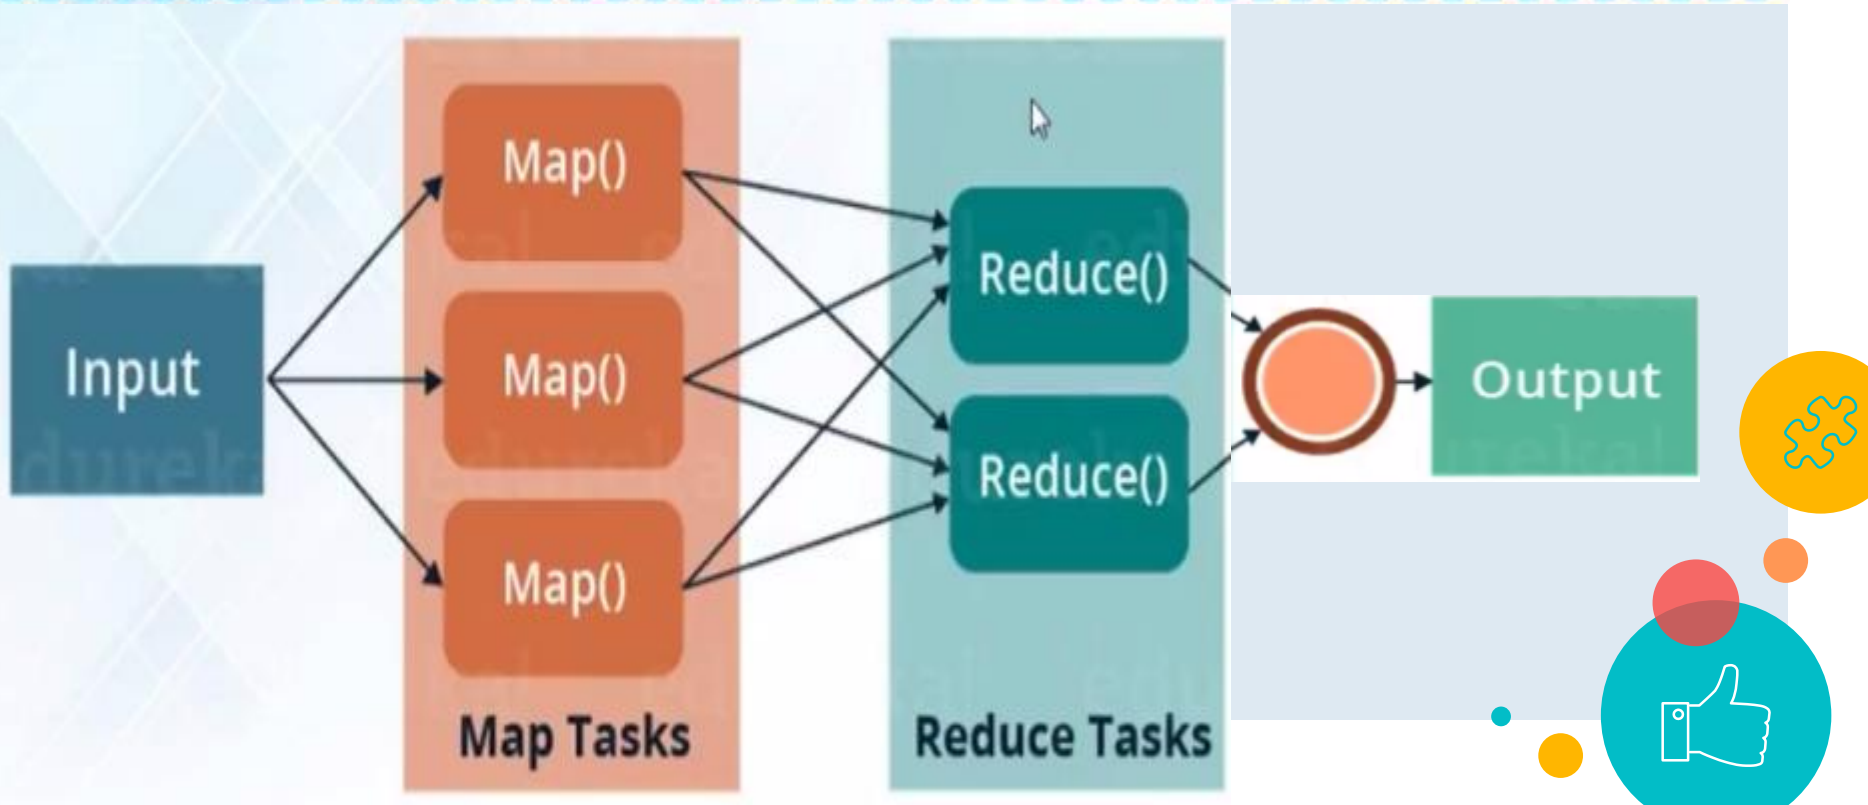 Input
Map()
Map()
Map()
Map Tasks
Reduce()
Reduce()
Reduce Tasks
Output